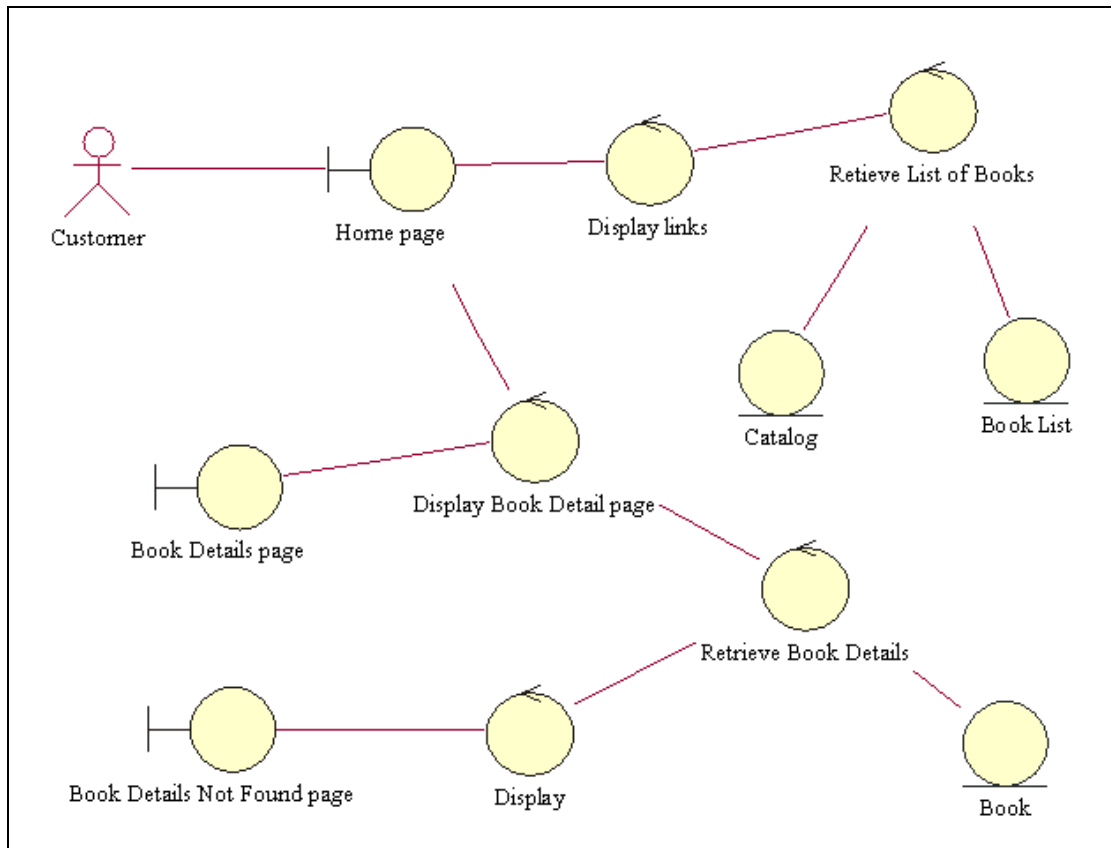 Retieve List of Books
Customer
Home page
Display links
Catalog
Book List
Display Book Detail page
Book Details page
Retrieve Book Details
Book Details Not Found page
Display
Book